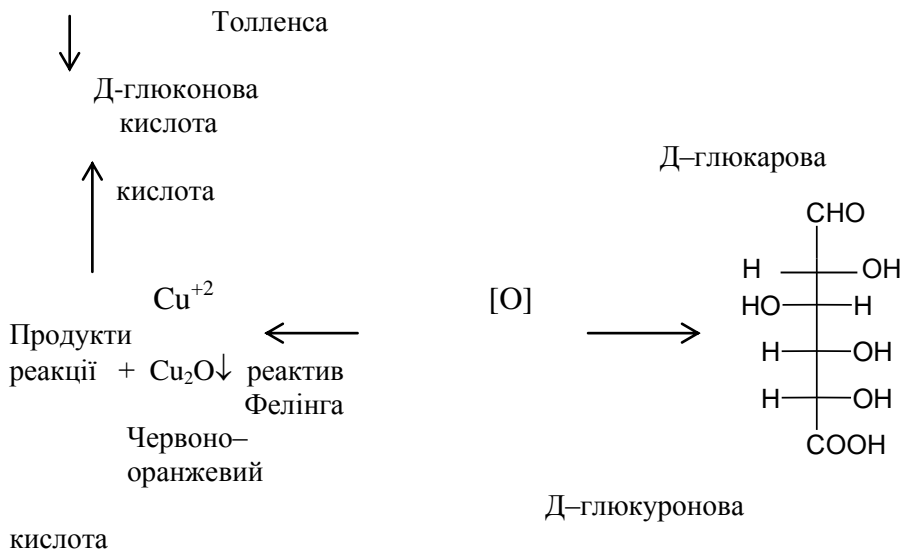 Толленса
Д-глюконова
кислота
Д–глюкарова
кислота
CHO
H OH
Cu⁺² [O]
HO H
Продукти
H OH
реакції + Cu₂O↓ реактив
Фелінга
H OH
Червоно–
оранжевий
COOH
Д–глюкуронова
кислота